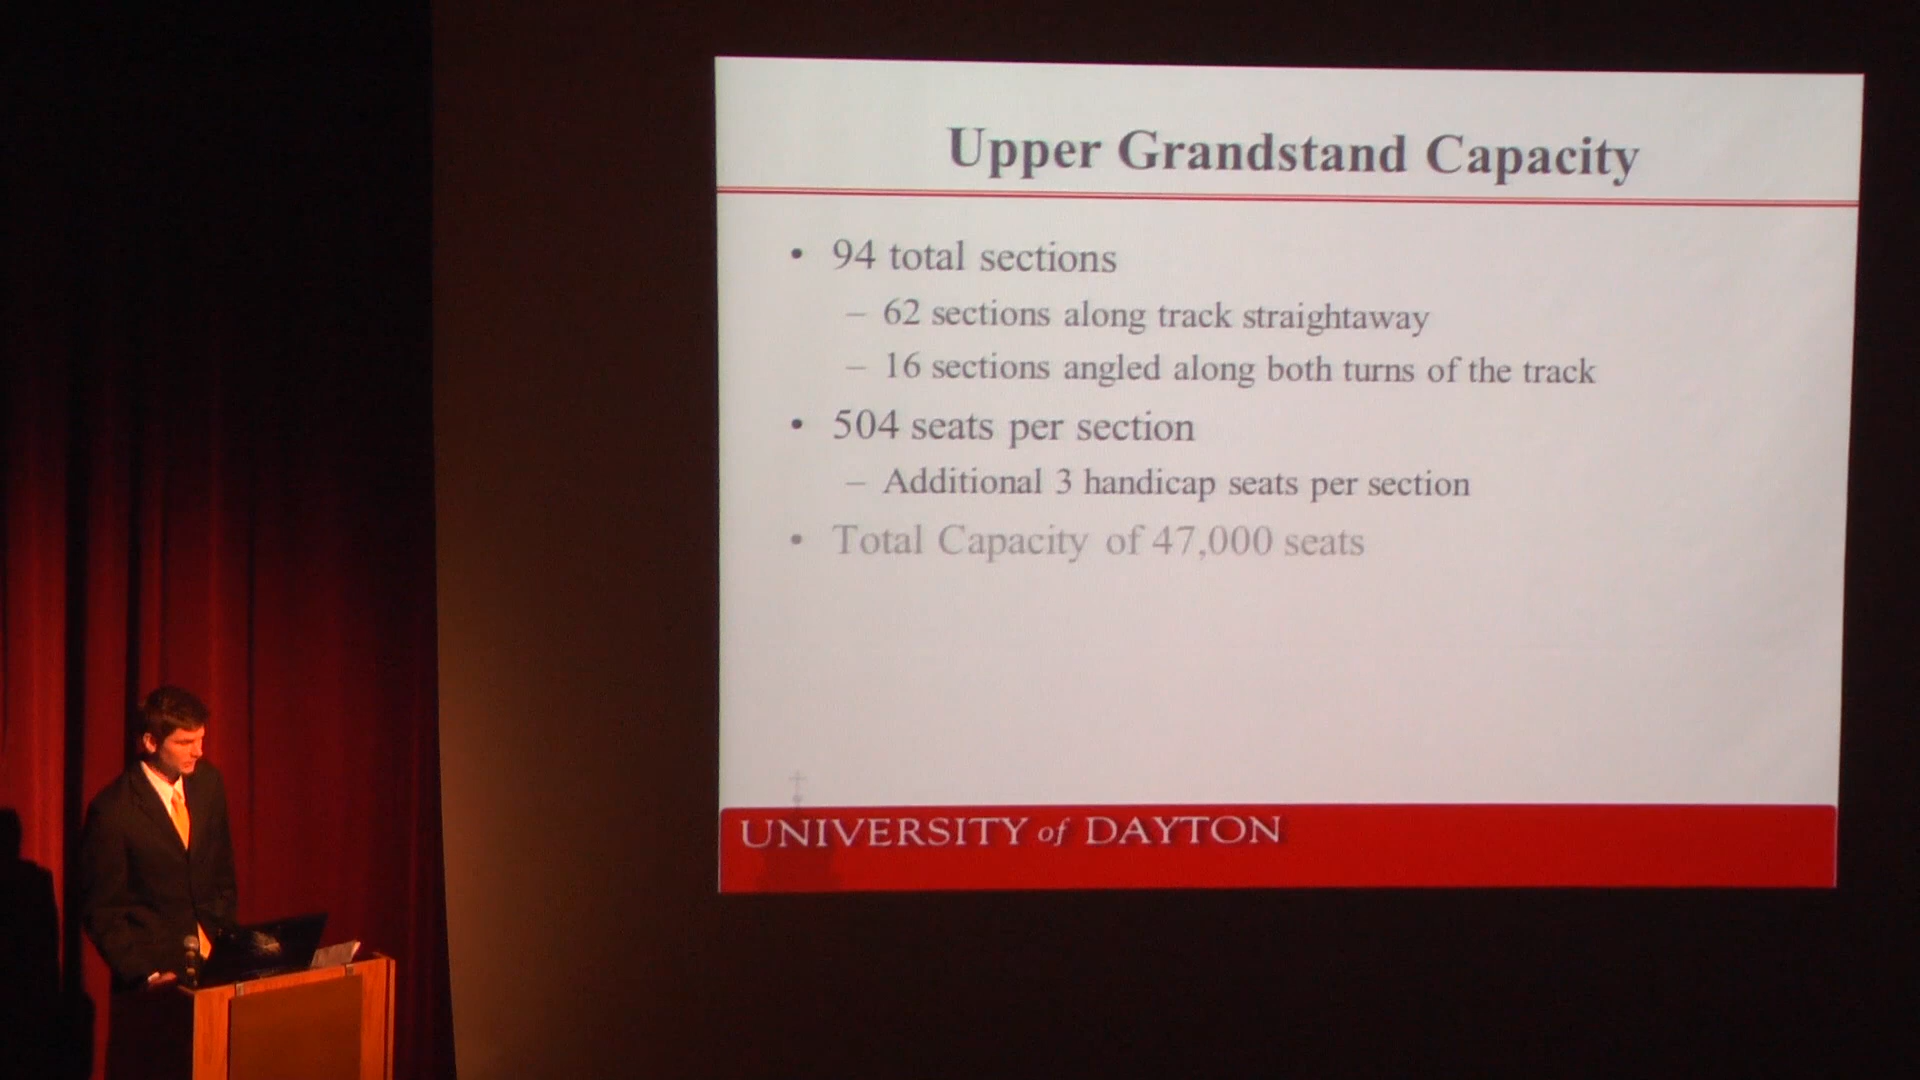 Upper Grandstand Capacity
• 94 total sections
– 62 sections along track straightaway
– 16 sections angled along both turns of the track
• 504 seats per section
– Additional 3 handicap seats per section
• Total Capacity of 47,000 seats
UNIVERSITY of DAYTON